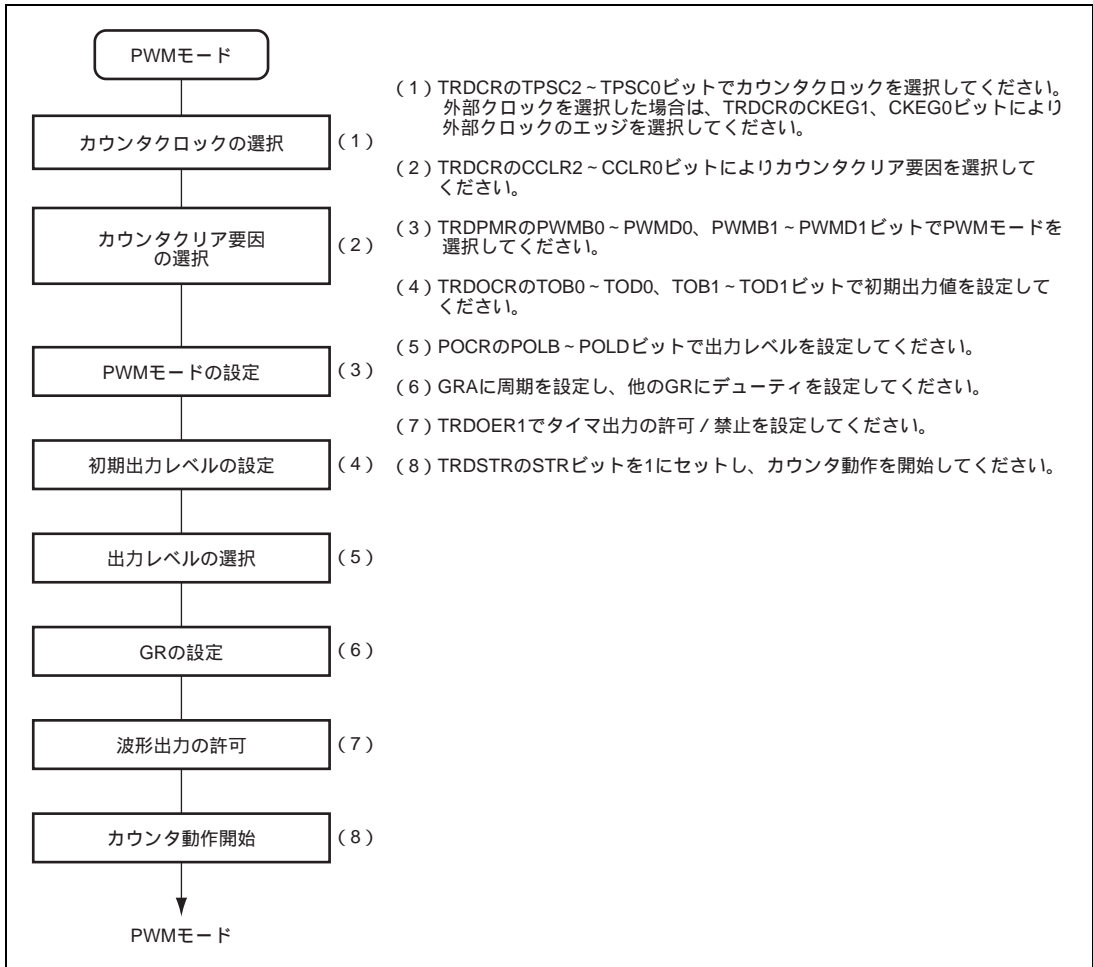 PWMモード
カウンタクロックの選択
(1)
カウンタクリア要因
の選択
(2)
PWMモードの設定
(3)
初期出力レベルの設定
(4)
出力レベルの選択
(5)
GRの設定
(6)
波形出力の許可
(7)
カウンタ動作開始
(8)
PWMモード
(1)TRDCRのTPSC2~TPSC0ビットでカウンタクロックを選択してください。
外部クロックを選択した場合は、TRDCRのCKEG1、CKEG0ビットにより
外部クロックのエッジを選択してください。
(2)TRDCRのCCLR2~CCLR0ビットによりカウンタクリア要因を選択して
ください。
(3)TRDPMRのPWMB0~PWMD0、PWMB1~PWMD1ビットでPWMモードを
選択してください。
(4)TRDOCRのTOB0~TOD0、TOB1~TOD1ビットで初期出力値を設定して
ください。
(5)POCRのPOLB~POLDビットで出力レベルを設定してください。
(6)GRAに周期を設定し、他のGRにデューティを設定してください。
(7)TRDOER1でタイマ出力の許可/禁止を設定してください。
(8)TRDSTRのSTRビットを1にセットし、カウンタ動作を開始してください。